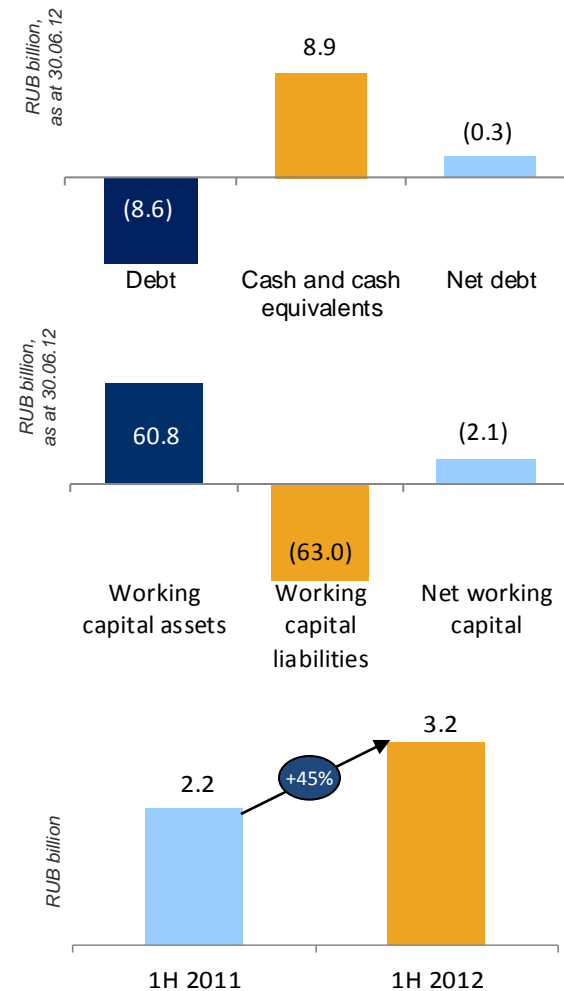 RUB billion,
as at 30.06.12
8.9
(0.3)
(8.6)
Debt
Cash and cash
equivalents
Net debt
RUB billion,
as at 30.06.12
60.8
(2.1)
(63.0)
Working
capital assets
Working
capital
liabilities
Net working
capital
RUB billion
2.2
+45%
3.2
1H 2011
1H 2012